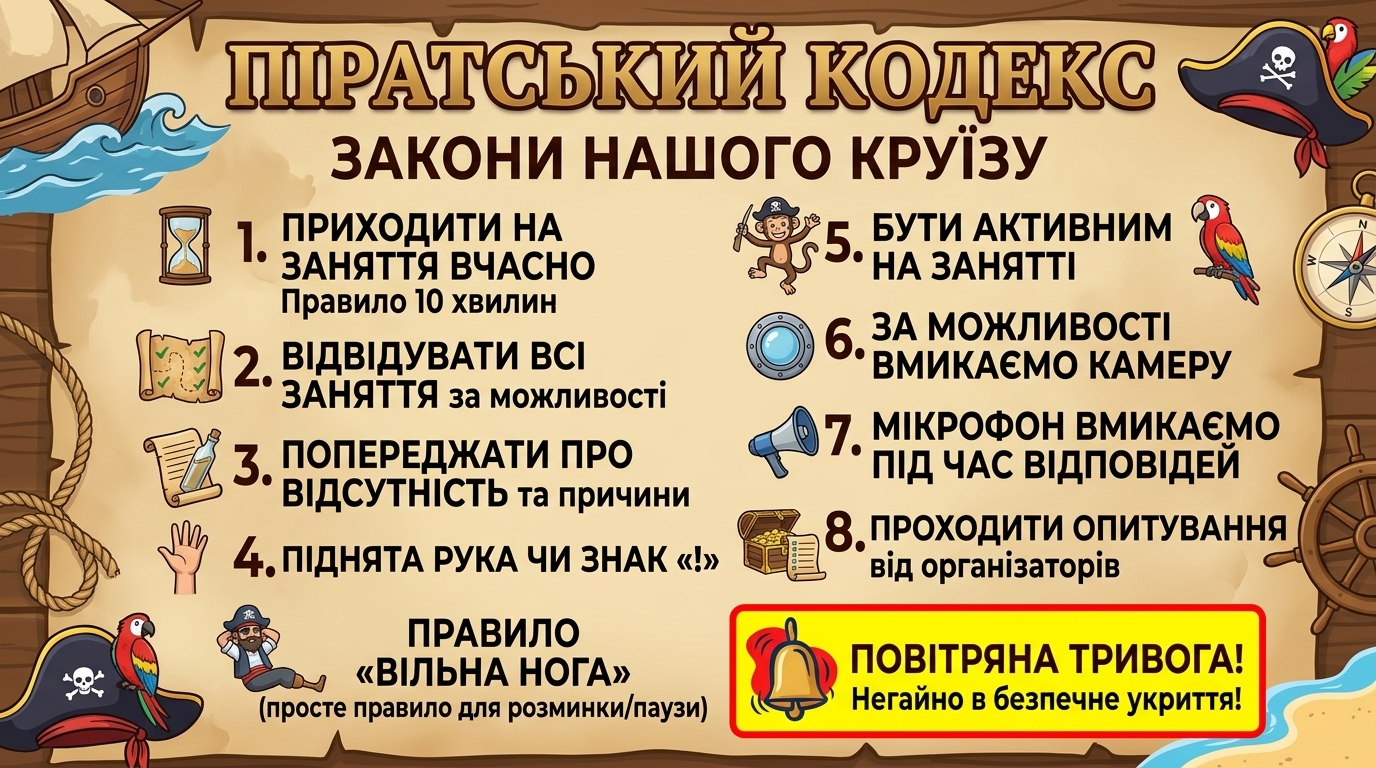 ПІРАТСЬКИЙ КОДЕКС
ЗАКОНИ НАШОГО КРУЇЗУ
1. ПРИХОДИТИ НА
ЗАНЯТТЯ ВЧАСНО
Правило 10 хвилин
2. ВІДВІДУВАТИ ВСІ
ЗАНЯТТЯ за можливості
3. ПОПЕРЕДЖАТИ ПРО
ВІДСУТНІСТЬ та причини
4. ПІДНЯТА РУКА ЧИ ЗНАК «!»
ПРАВИЛО
«ВІЛЬНА НОГА»
(просте правило для розминки/паузи)
5. БУТИ АКТИВНИМ
НА ЗАНЯТТІ
6. ЗА МОЖЛИВОСТІ
ВМИКАЄМО КАМЕРУ
7. МІКРОФОН ВМИКАЄМО
ПІД ЧАС ВІДПОВІДЕЙ
8. ПРОХОДИТИ ОПИТУВАННЯ
від організаторів
ПОВІТРЯНА ТРИВОГА!
Негайно в безпечне укриття!
N
W
S